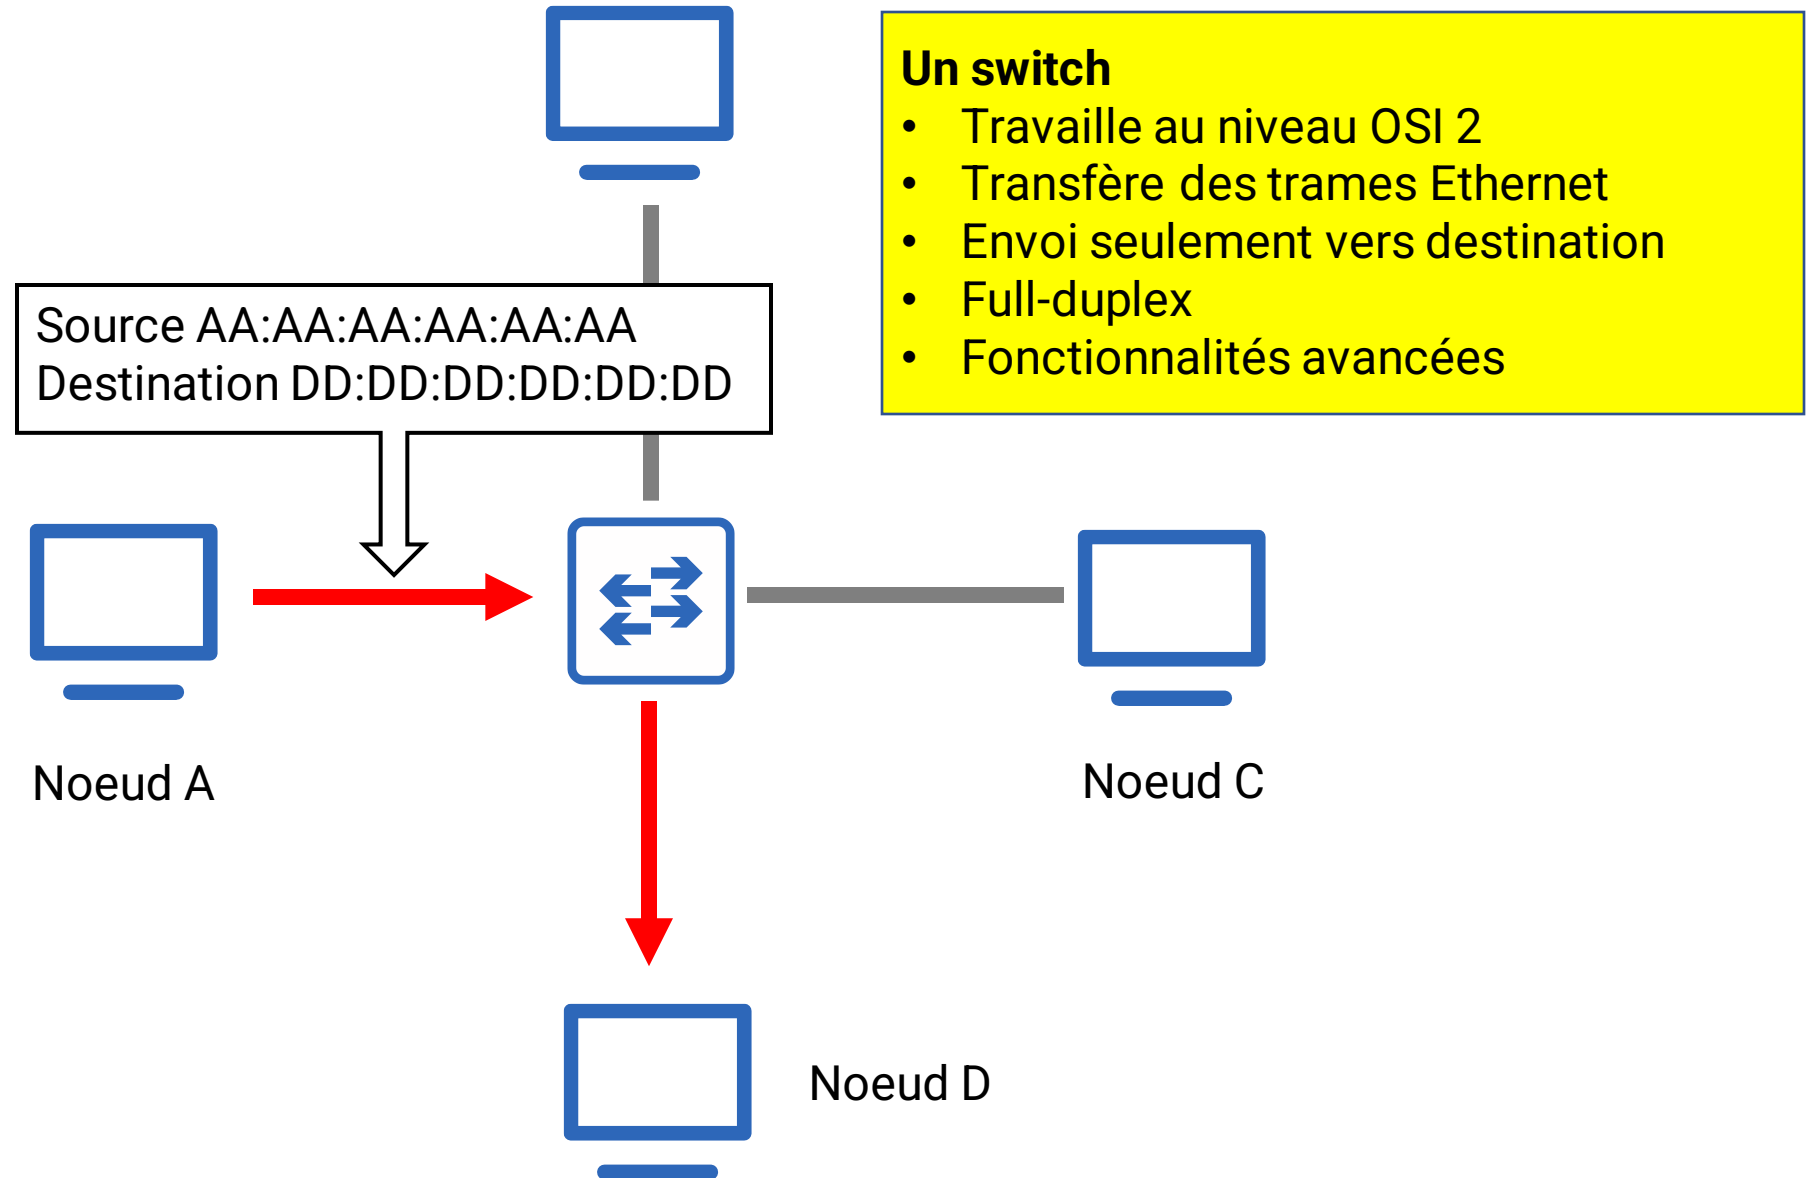 Un switch
• Travaille au niveau OSI 2
• Transfère des trames Ethernet
• Envoi seulement vers destination
• Full-duplex
• Fonctionnalités avancées
Source AA:AA:AA:AA:AA:AA
Destination DD:DD:DD:DD:DD:DD
Noeud A
Noeud C
Noeud D